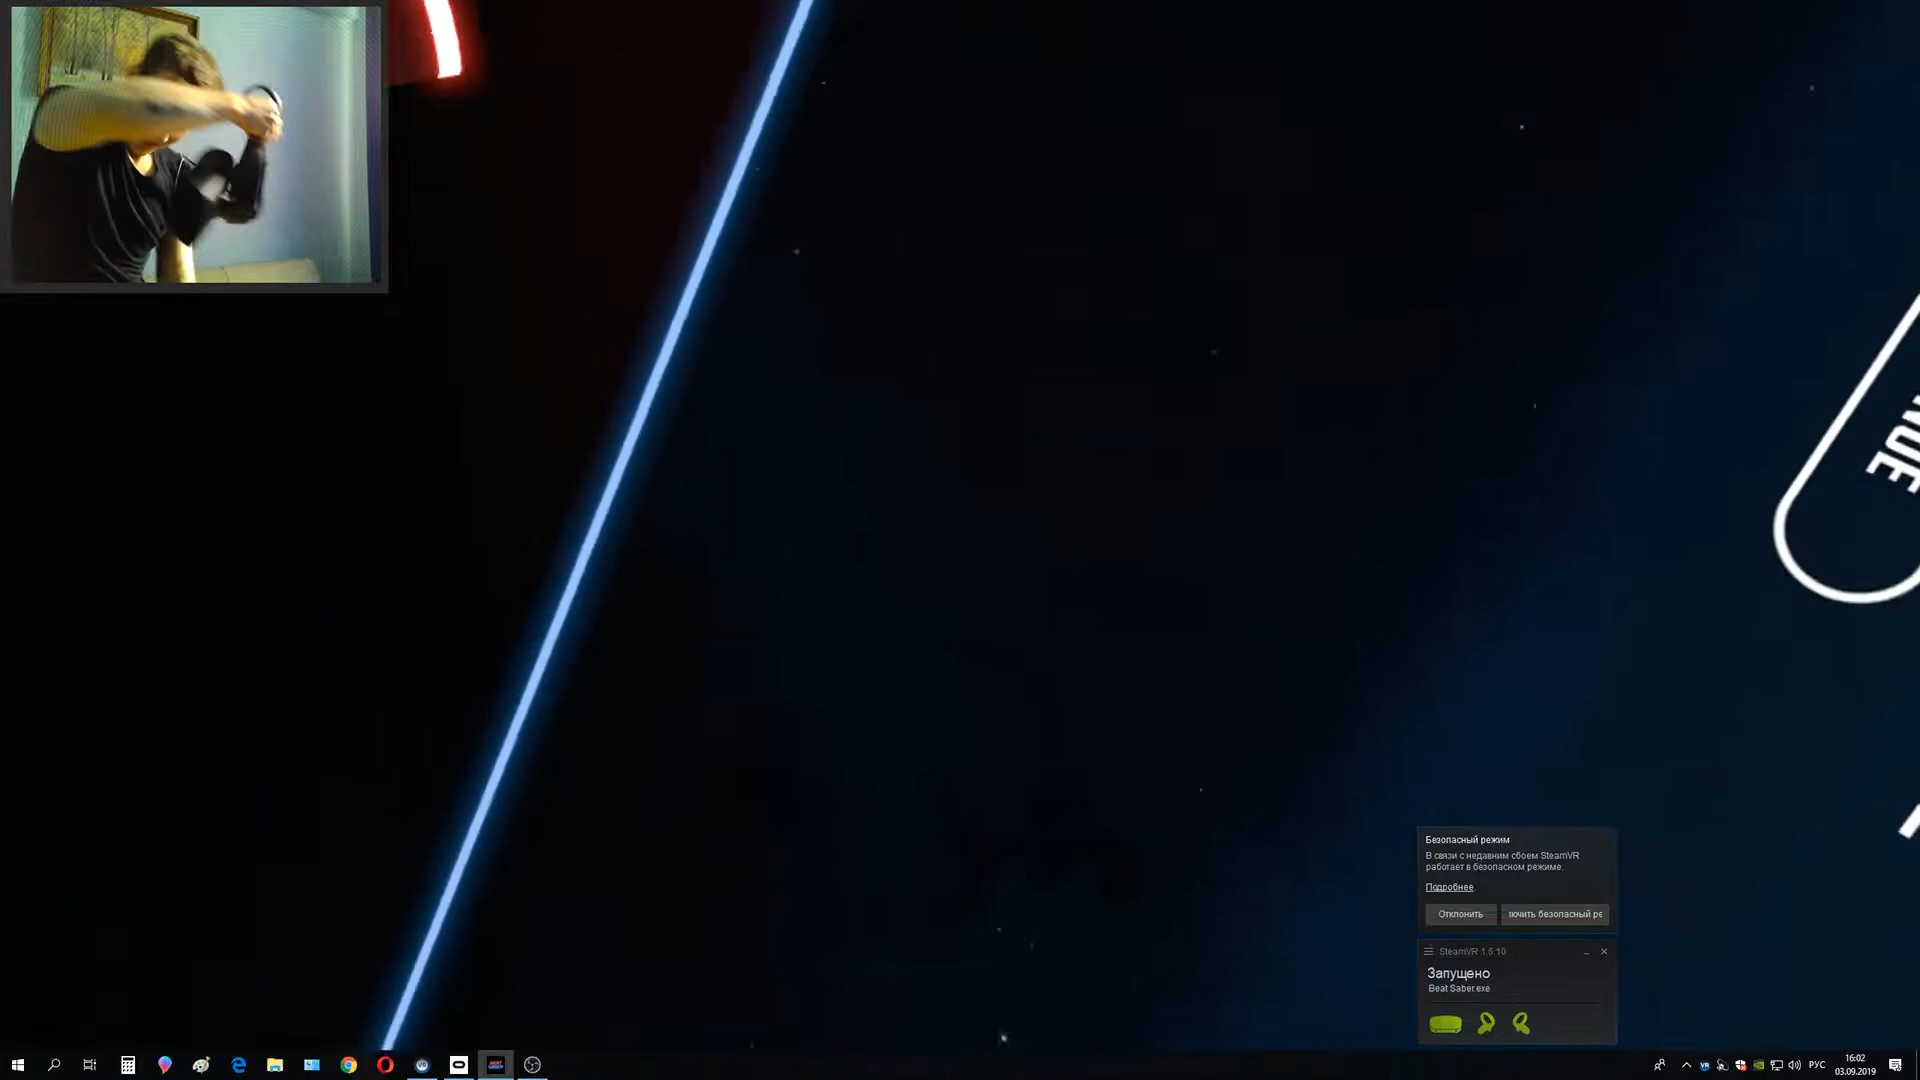 NUE
Безопасный режим
В связи с недавним сбоем SteamVR
работает в безопасном режиме.
Подробнее.
Отклонить
ючить безопасный ре
SteamVR 1.6.10
Запущено
Beat Saber.exe
РУС
16:02
03.09.2019